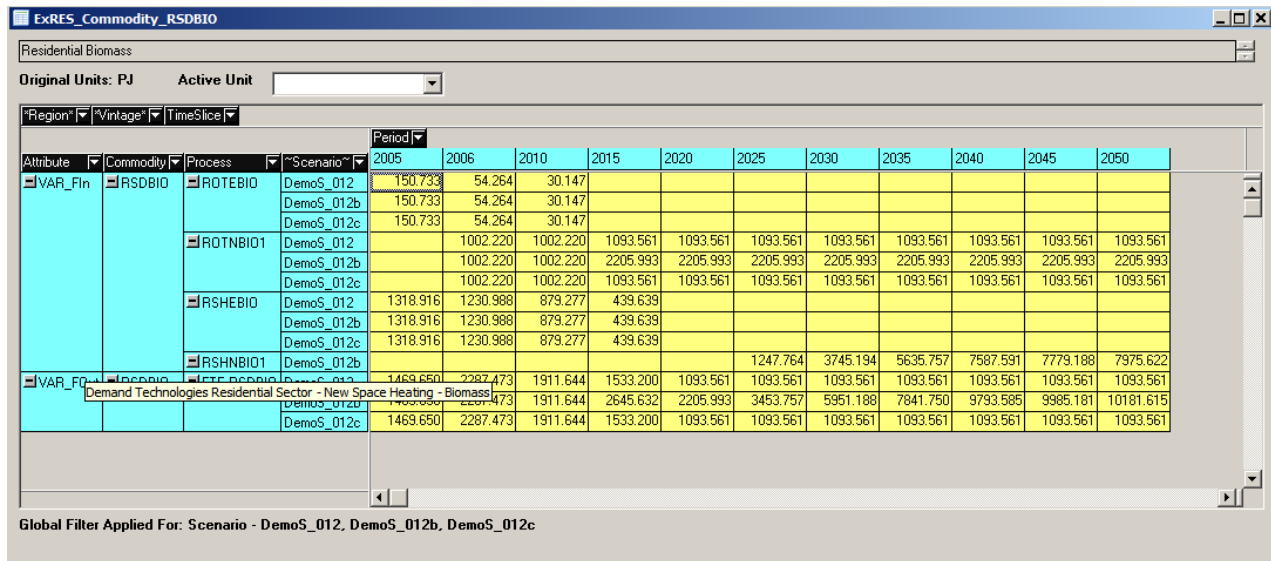 ExRES_Commodity_RSDBIO
Residential Biomass
Original Units: PJ Active Unit
*Region* *Vintage* TimeSlice
Period
Attribute Commodity Process ~Scenario~ 2005 2006 2010 2015 2020 2025 2030 2035 2040 2045 2050
VAR_FIn RSDBIO ROTEBIO DemoS_012 150.733 54.264 30.147
DemoS_012b 150.733 54.264 30.147
DemoS_012c 150.733 54.264 30.147
ROTNBIO1 DemoS_012 1002.220 1002.220 1093.561 1093.561 1093.561 1093.561 1093.561 1093.561 1093.561 1093.561
DemoS_012b 1002.220 1002.220 2205.993 2205.993 2205.993 2205.993 2205.993 2205.993 2205.993 2205.993
DemoS_012c 1002.220 1002.220 1093.561 1093.561 1093.561 1093.561 1093.561 1093.561 1093.561 1093.561
RSHEBIO DemoS_012 1318.916 1230.988 879.277 439.639
DemoS_012b 1318.916 1230.988 879.277 439.639
DemoS_012c 1318.916 1230.988 879.277 439.639
RSHNBIO1 DemoS_012b 1247.764 3745.194 5635.757 7587.591 7779.188 7975.622
1469.650 2287.473 1911.644 1533.200 1093.561 1093.561 1093.561 1093.561 1093.561 1093.561 1093.561
Demand Technologies Residential Sector - New Space Heating - Biomass
1911.644 2645.632 2205.993 3453.757 5951.188 7841.750 9793.585 9985.181 10181.615
DemoS_012c 1469.650 2287.473 1911.644 1533.200 1093.561 1093.561 1093.561 1093.561 1093.561 1093.561 1093.561
Global Filter Applied For: Scenario - DemoS_012, DemoS_012b, DemoS_012c